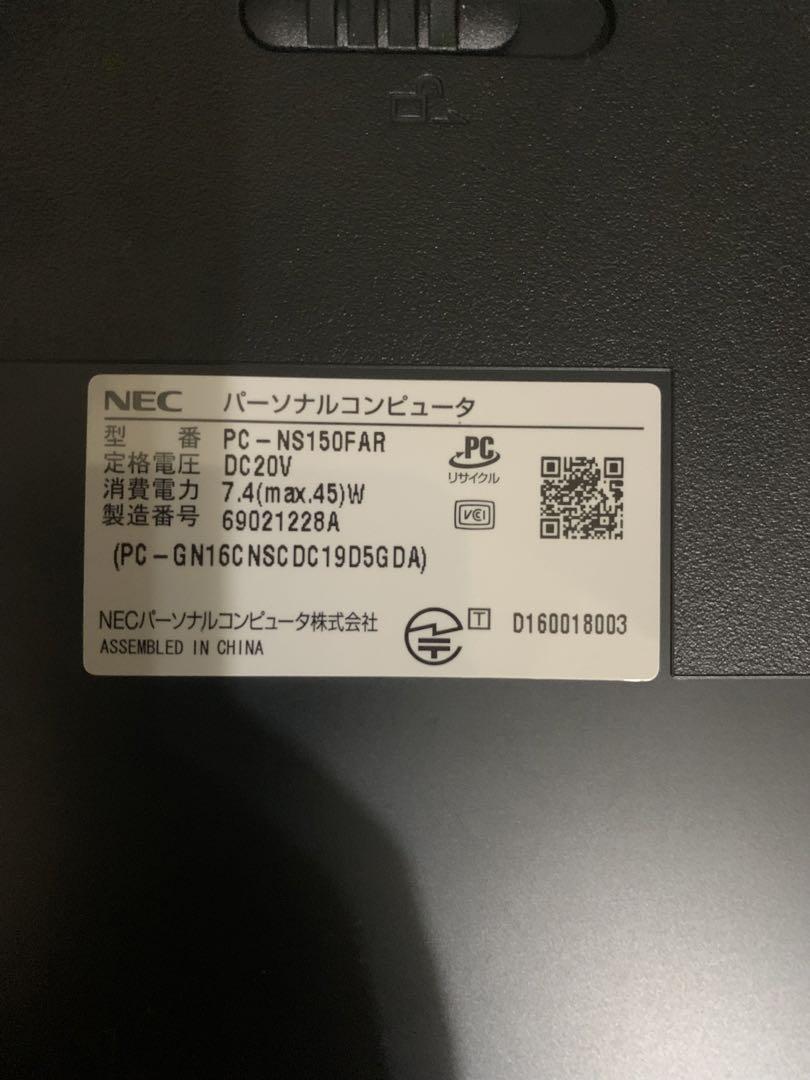 NEC パーソナルコンピュータ
型 番 PC-NS150FAR
定格電圧 DC20V
消費電力 7.4(max.45)W
製造番号 69021228A
(PC-GN16CNSCDC19D5GDA)
PC
リサイクル
VCI
NECパーソナルコンピュータ株式会社
ASSEMBLED IN CHINA
T D160018003